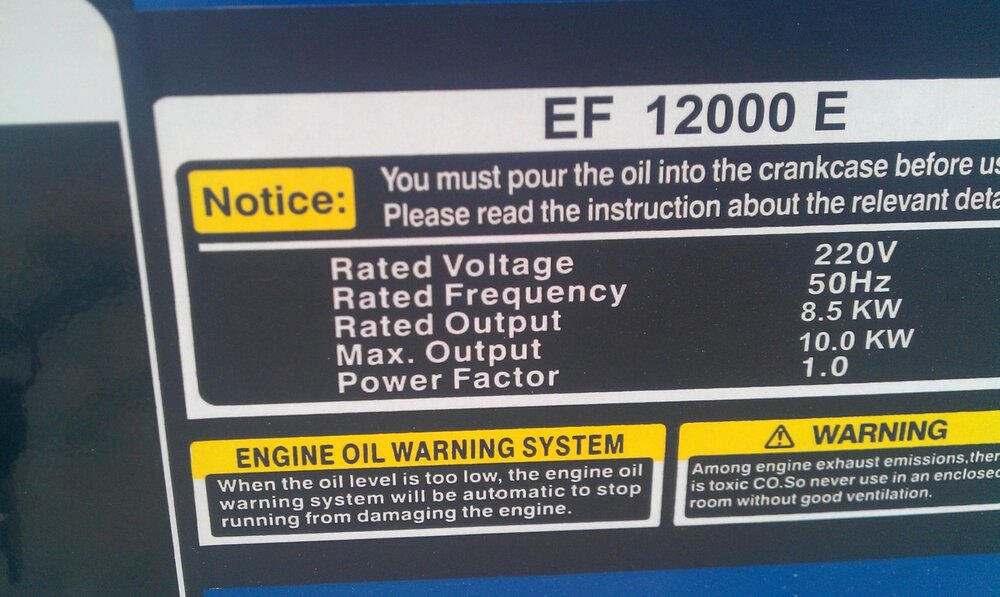 EF 12000 E
Notice:
You must pour the oil into the crankcase before
Please read the instruction about the relevant
Rated Voltage 220V
Rated Frequency 50Hz
Rated Output 8.5 KW
Max. Output 10.0 KW
Power Factor 1.0
ENGINE OIL WARNING SYSTEM
When the oil level is too low, the engine oil
warning system will be automatic to stop
running from damaging the engine.
WARNING
Among engine exhaust emissions,
is toxic CO.So never use in an enclosed
room without good ventilation.